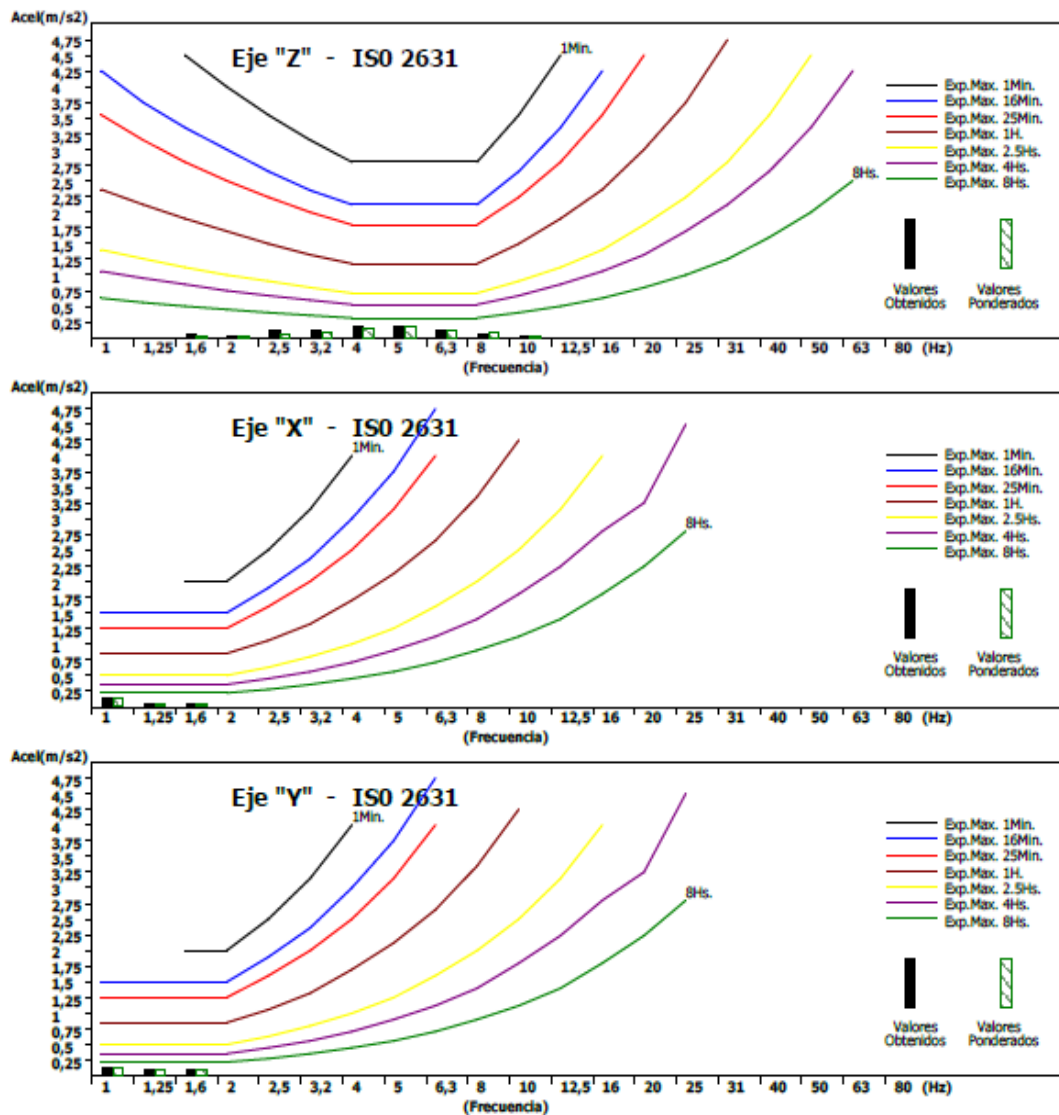 Acel(m/s2)
Eje "Z" - IS0 2631
4,75
4,5
4,25
4
3,75
3,5
3,25
3
2,75
2,5
2,25
2
1,75
1,5
1,25
1
0,75
0,5
0,25
1Min.
8Hs.
Exp.Max. 1Min.
Exp.Max. 16Min.
Exp.Max. 25Min.
Exp.Max. 1H.
Exp.Max. 2.5Hs.
Exp.Max. 4Hs.
Exp.Max. 8Hs.
Valores Valores
Obtenidos Ponderados
1 1,25 1,6 2 2,5 3,2 4 5 6,3 8 10 12,5 16 20 25 31 40 50 63 80 (Hz)
(Frecuencia)
Acel(m/s2)
Eje "X" - IS0 2631
4,75
4,5
4,25
4
3,75
3,5
3,25
3
2,75
2,5
2,25
2
1,75
1,5
1,25
1
0,75
0,5
0,25
1Min.
8Hs.
Exp.Max. 1Min.
Exp.Max. 16Min.
Exp.Max. 25Min.
Exp.Max. 1H.
Exp.Max. 2.5Hs.
Exp.Max. 4Hs.
Exp.Max. 8Hs.
Valores Valores
Obtenidos Ponderados
1 1,25 1,6 2 2,5 3,2 4 5 6,3 8 10 12,5 16 20 25 31 40 50 63 80 (Hz)
(Frecuencia)
Acel(m/s2)
Eje "Y" - IS0 2631
4,75
4,5
4,25
4
3,75
3,5
3,25
3
2,75
2,5
2,25
2
1,75
1,5
1,25
1
0,75
0,5
0,25
1Min.
8Hs.
Exp.Max. 1Min.
Exp.Max. 16Min.
Exp.Max. 25Min.
Exp.Max. 1H.
Exp.Max. 2.5Hs.
Exp.Max. 4Hs.
Exp.Max. 8Hs.
Valores Valores
Obtenidos Ponderados
1 1,25 1,6 2 2,5 3,2 4 5 6,3 8 10 12,5 16 20 25 31 40 50 63 80 (Hz)
(Frecuencia)